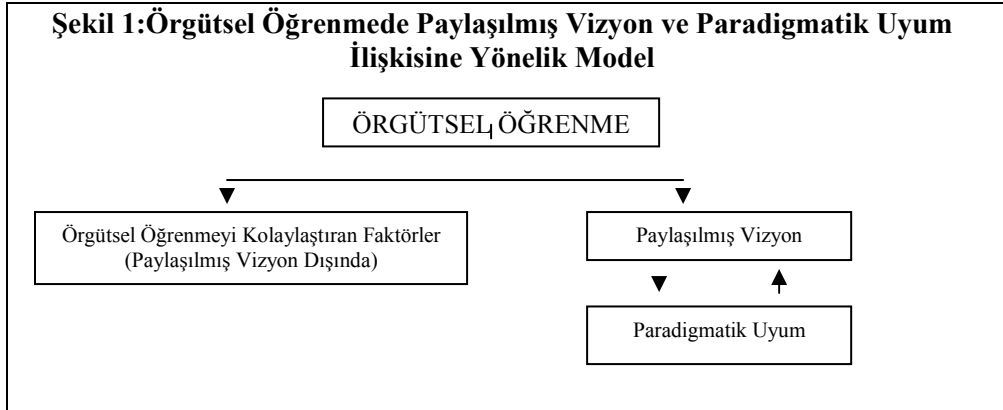 Şekil 1:Örgütsel Öğrenmede Paylaşılmış Vizyon ve Paradigmatik Uyum
İlişkisine Yönelik Model
ÖRGÜTSEL ÖĞRENME
Örgütsel Öğrenmeyi Kolaylaştıran Faktörler
(Paylaşılmış Vizyon Dışında)
Paylaşılmış Vizyon
Paradigmatik Uyum